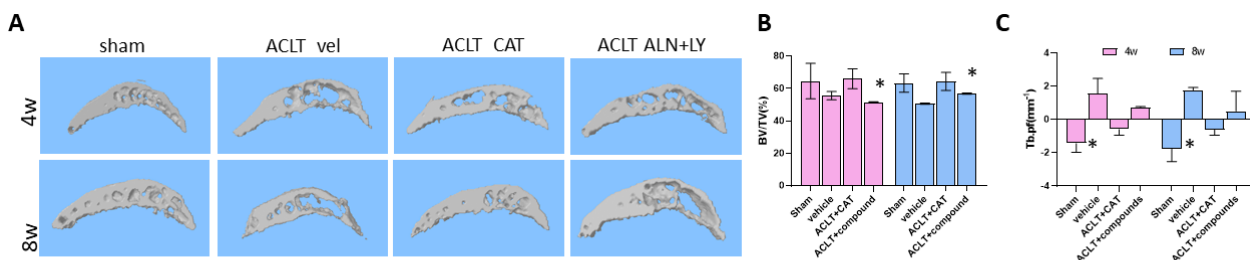 A
sham
ACLT vel
ACLT CAT
ACLT ALN+LY
4w
8w
B
BV/TV(%)
80
60
40
20
0
*
*
Sham
vehicle
ACLT+CAT
ACLT+compound
Sham
vehicle
ACLT+CAT
ACLT+compound
C
4w
8w
Tb.pf(mm⁻¹)
4
2
0
-2
-4
*
*
Sham
vehicie
ACLT+CAT
ACLT+compounds
Sham
vehicie
ACLT+CAT
ACLT+compounds